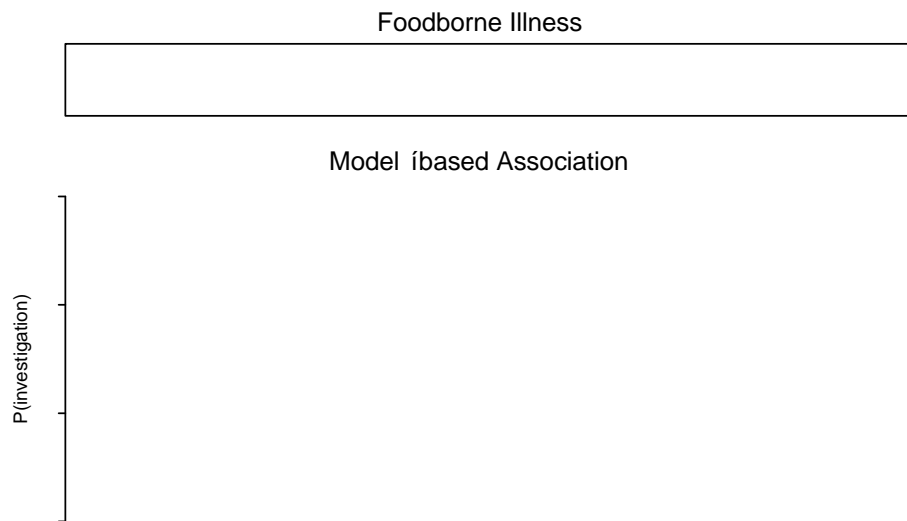 Foodborne Illness
Model íbased Association
P(investigation)